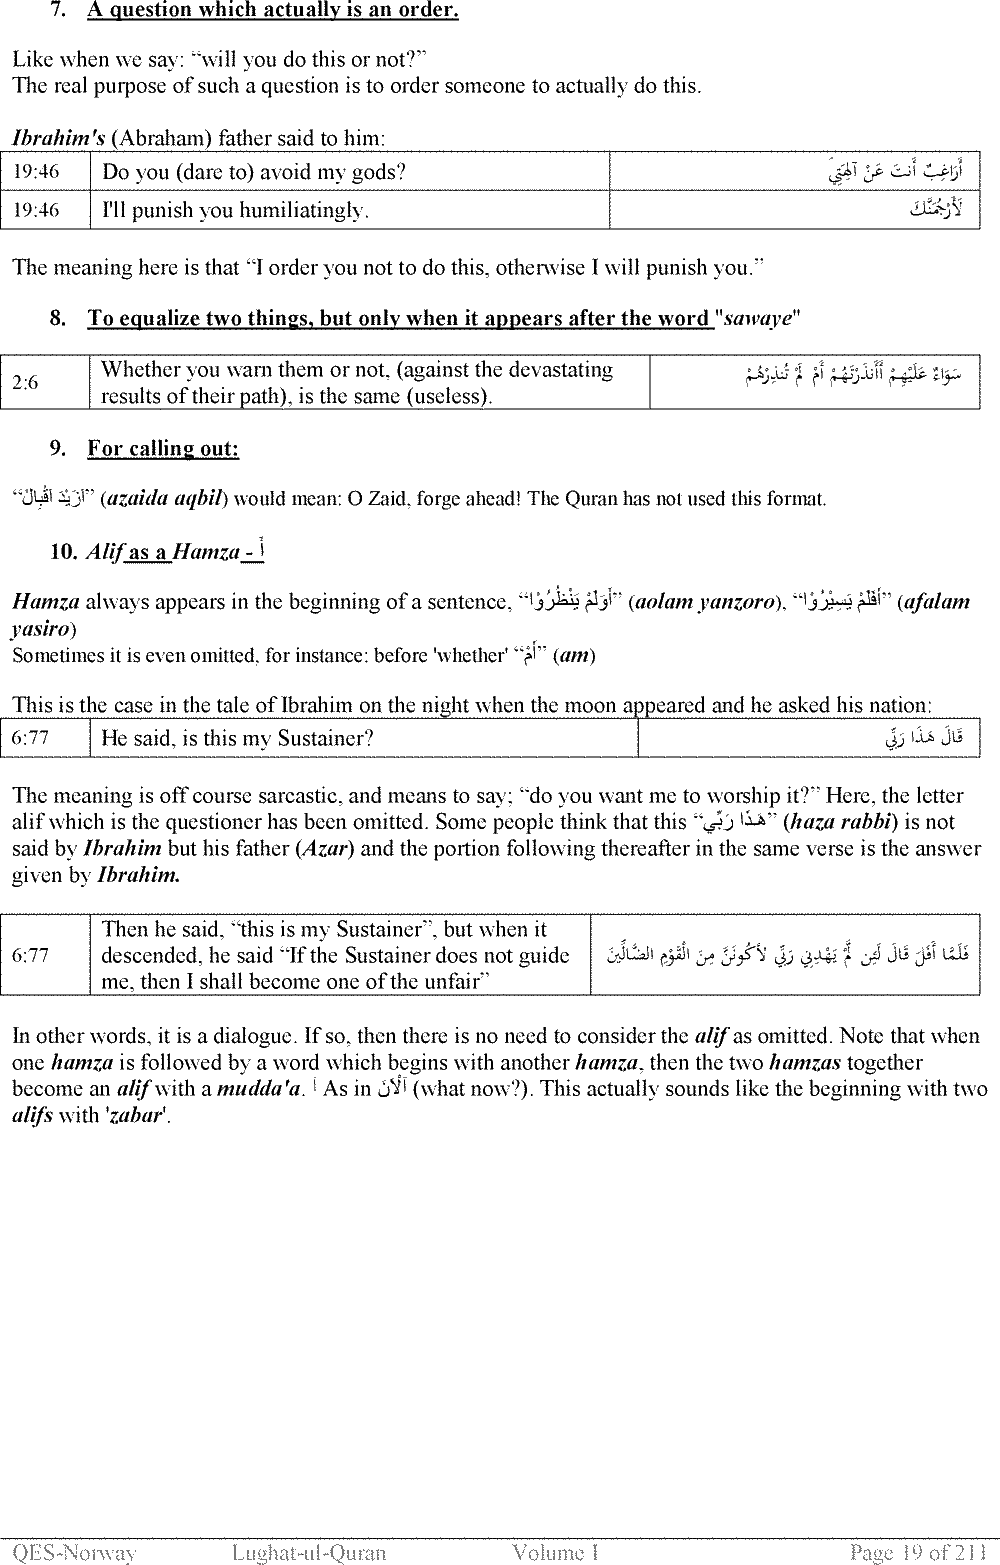 7. A question which actually is an order.
Like when we say: “will you do this or not?”
The real purpose of such a question is to order someone to actually do this.
Ibrahim's (Abraham) father said to him:
19:46 Do you (dare to) avoid my gods? أَرَاغِبٌ أَنتَ عَنْ آلِهَتِي
19:46 I'll punish you humiliatingly. لَأَرْجُمَنَّكَ
The meaning here is that “I order you not to do this, otherwise I will punish you.”
8. To equalize two things, but only when it appears after the word "sawaye"
2:6 Whether you warn them or not, (against the devastating
results of their path), is the same (useless). سَوَاءٌ عَلَيْهِمْ أَأَنذَرْتَهُمْ أَمْ لَمْ تُنذِرْهُمْ
9. For calling out:
“اَزَيْدَ اَقْبِالْ” (azaida aqbil) would mean: O Zaid, forge ahead! The Quran has not used this format.
10. Alif as a Hamza - أَ
Hamza always appears in the beginning of a sentence, “أَوَلَمْ يَنْظُرُوْا” (aolam yanzoro), “أَفَلَمْ يَسِيْرُوْا” (afalam
yasiro)
Sometimes it is even omitted, for instance: before 'whether' “أَمْ” (am)
This is the case in the tale of Ibrahim on the night when the moon appeared and he asked his nation:
6:77 He said, is this my Sustainer? قَالَ هَذَا رَبِّي
The meaning is off course sarcastic, and means to say; “do you want me to worship it?” Here, the letter
alif which is the questioner has been omitted. Some people think that this “هَذَا رَبِّي” (haza rabbi) is not
said by Ibrahim but his father (Azar) and the portion following thereafter in the same verse is the answer
given by Ibrahim.
6:77 Then he said, “this is my Sustainer”, but when it
descended, he said “If the Sustainer does not guide
me, then I shall become one of the unfair” فَلَمَّا أَفَلَ قَالَ لَئِن لَّمْ يَهْدِنِي رَبِّي لأكُونَنَّ مِنَ الْقَوْمِ الضَّالِّينَ
In other words, it is a dialogue. If so, then there is no need to consider the alif as omitted. Note that when
one hamza is followed by a word which begins with another hamza, then the two hamzas together
become an alif with a mudda'a. آ As in آلْآنَ (what now?). This actually sounds like the beginning with two
alifs with 'zabar'.
QES-Norway Lughat-ul-Quran Volume I Page 19 of 211